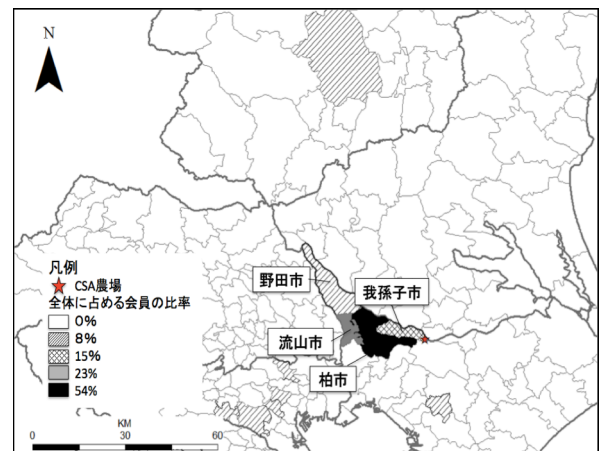 N
野田市
我孫子市
流山市
柏市
凡例
CSA農場
全体に占める会員の比率
0%
8%
15%
23%
54%
KM
0 30 60